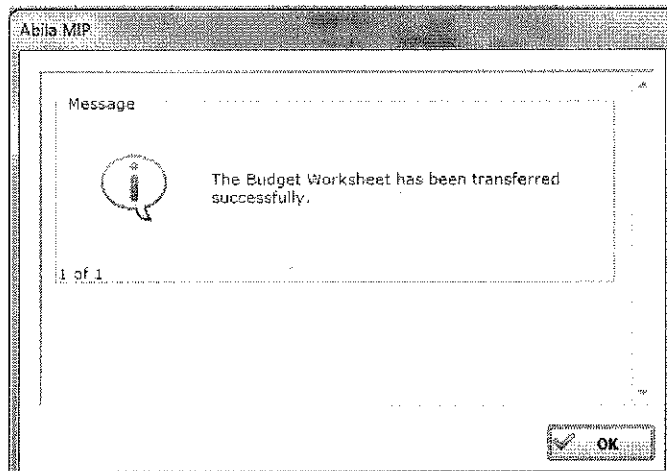 Abila MIP
Message
The Budget Worksheet has been transferred
successfully.
1 of 1
OK